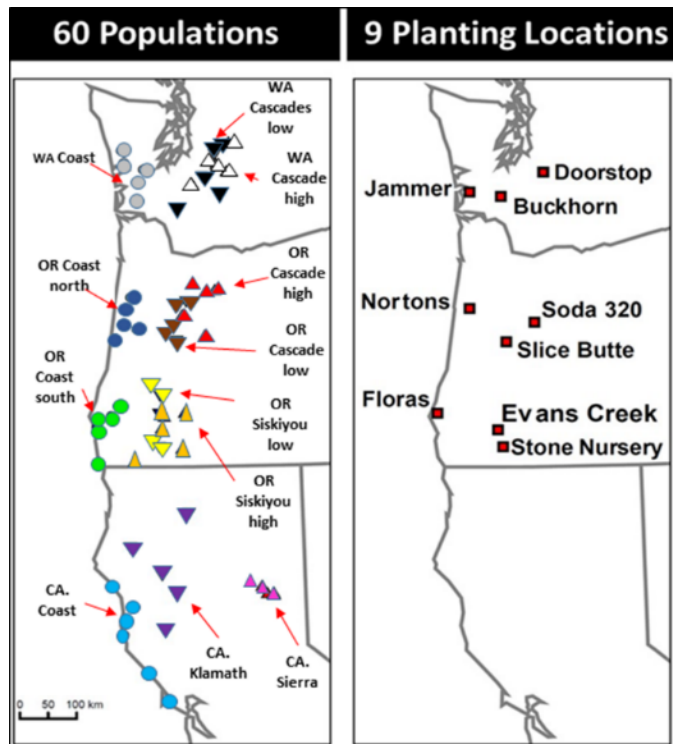 60 Populations
WA
Cascades
low
WA Coast
WA
Cascade
high
OR Coast
north
OR
Cascade
high
OR
Cascade
low
OR
Coast
south
OR
Siskiyou
low
OR
Siskiyou
high
CA.
Coast
CA.
Klamath
CA.
Sierra
0 50 100 km
9 Planting Locations
Doorstop
Jammer
Buckhorn
Nortons
Soda 320
Slice Butte
Floras
Evans Creek
Stone Nursery